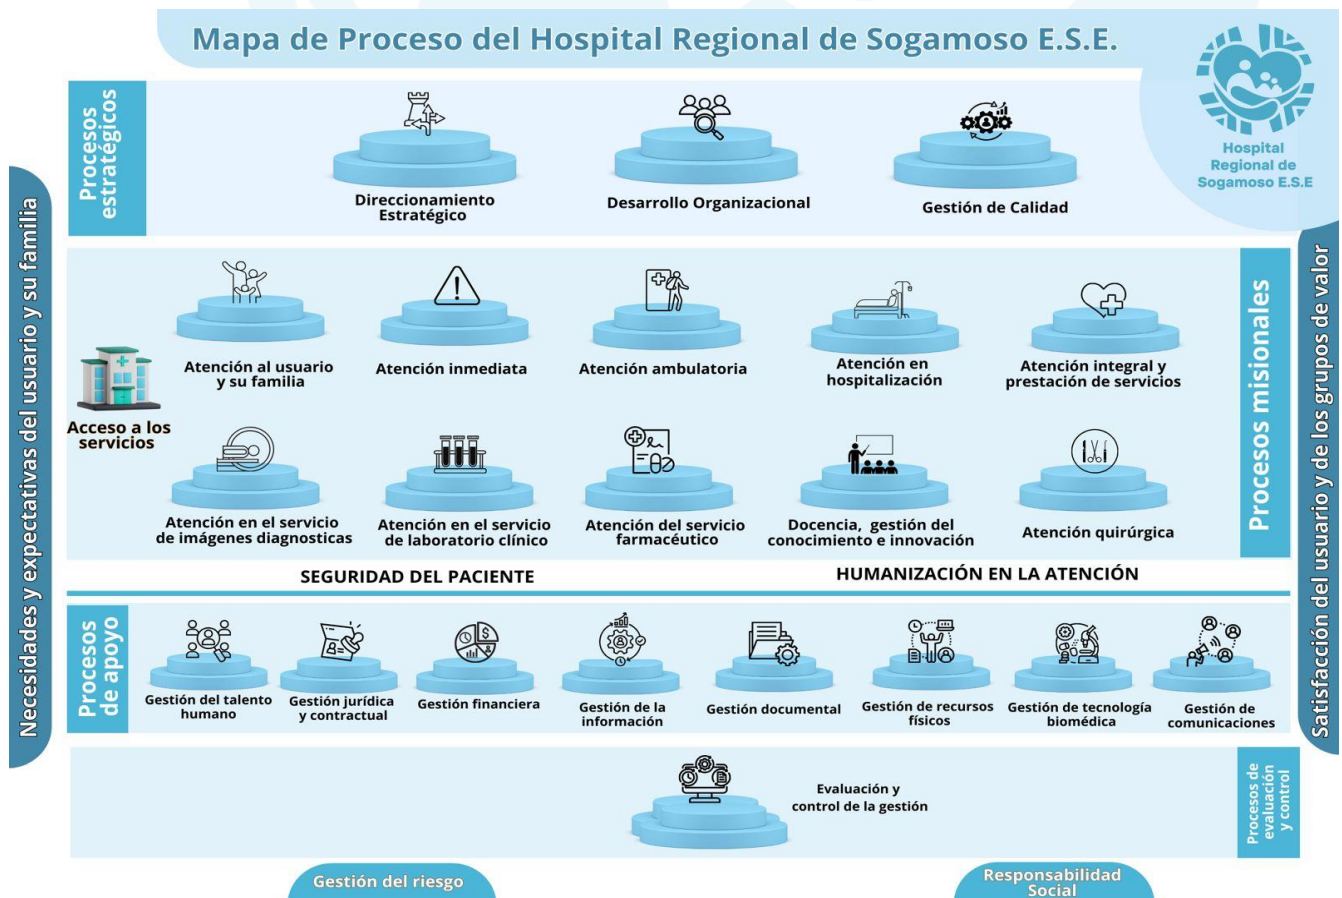 Mapa de Proceso del Hospital Regional de Sogamoso E.S.E.
Hospital
Regional de
Sogamoso E.S.E
Necesidades y expectativas del usuario y su familia
Procesos
estratégicos
Direccionamiento
Estratégico
Desarrollo Organizacional
Gestión de Calidad
Procesos misionales
Acceso a los
servicios
Atención al usuario
y su familia
Atención inmediata
Atención ambulatoria
Atención en
hospitalización
Atención integral y
prestación de servicios
Atención en el servicio
de imágenes diagnosticas
Atención en el servicio
de laboratorio clínico
Atención del servicio
farmacéutico
Docencia, gestión del
conocimiento e innovación
Atención quirúrgica
SEGURIDAD DEL PACIENTE
HUMANIZACIÓN EN LA ATENCIÓN
Procesos
de apoyo
Gestión del talento
humano
Gestión jurídica
y contractual
Gestión financiera
Gestión de la
información
Gestión documental
Gestión de recursos
físicos
Gestión de tecnología
biomédica
Gestión de
comunicaciones
Evaluación y
control de la gestión
Procesos de
evaluación
y control
Satisfacción del usuario y de los grupos de valor
Gestión del riesgo
Responsabilidad
Social